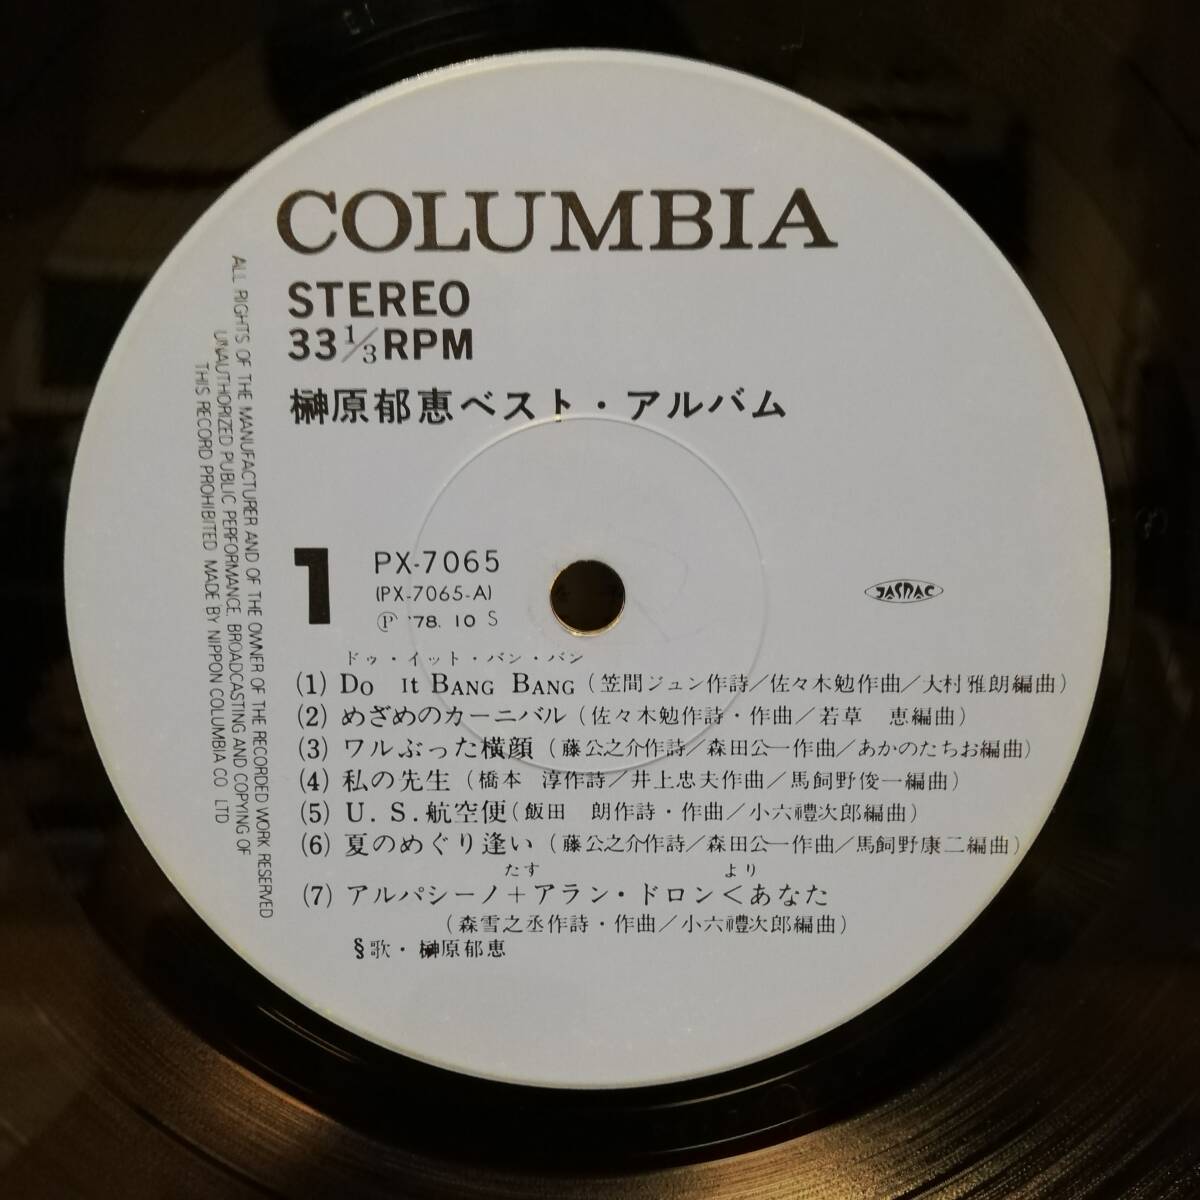 COLUMBIA
STEREO
33 1/3 RPM
榊原郁恵ベスト・アルバム
1
PX-7065
(PX-7065-A)
Ⓟ '78. 10 S
JASRAC
ドゥ・イット・バン・バン
(1) DO It BANG BANG (笠間ジュン作詩／佐々木勉作曲／大村雅朗編曲)
(2) めざめのカーニバル (佐々木勉作詩・作曲／若草 恵編曲)
(3) ワルぶった横顔 (藤公之介作詩／森田公一作曲／あかのたちお編曲)
(4) 私の先生 (橋本 淳作詩／井上忠夫作曲／馬飼野俊一編曲)
(5) U.S.航空便 (飯田 朗作詩・作曲／小六禮次郎編曲)
(6) 夏のめぐり逢い (藤公之介作詩／森田公一作曲／馬飼野康二編曲)
たす より
(7) アルパシーノ＋アラン・ドロン＜あなた
(森雪之丞作詩・作曲／小六禮次郎編曲)
§歌・榊原郁恵
ALL RIGHTS OF THE MANUFACTURER AND OF THE OWNER OF THE RECORDED WORK RESERVED
UNAUTHORIZED PUBLIC PERFORMANCE, BROADCASTING AND COPYING OF
THIS RECORD PROHIBITED MADE BY NIPPON COLUMBIA CO LTD